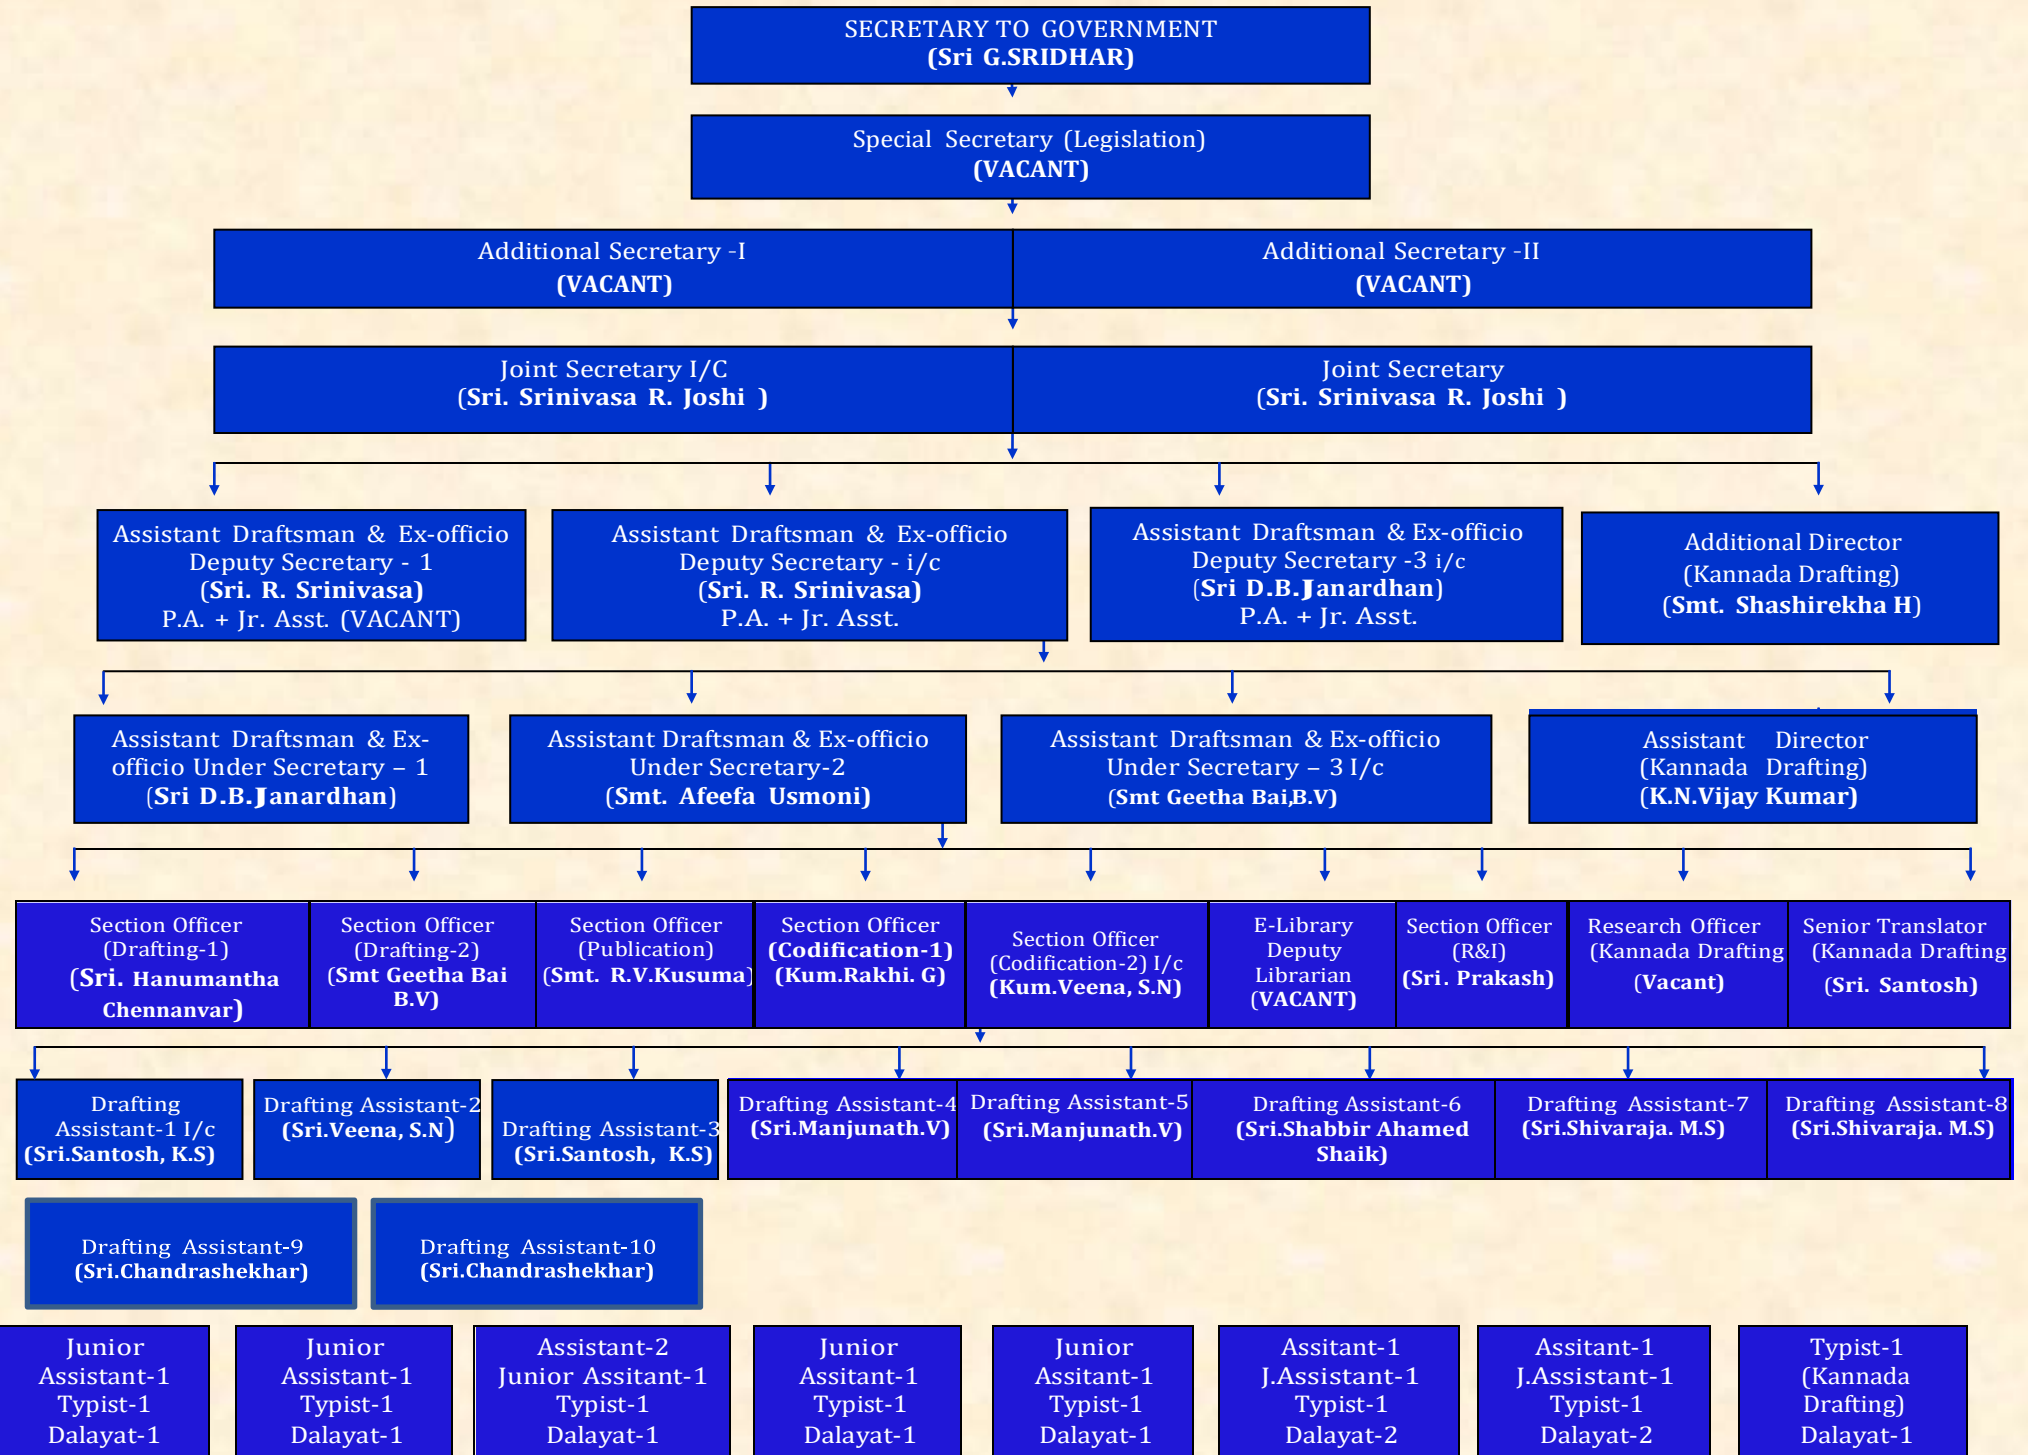 SECRETARY TO GOVERNMENT
(Sri G.SRIDHAR)
Special Secretary (Legislation)
(VACANT)
Additional Secretary -I
(VACANT)
Additional Secretary -II
(VACANT)
Joint Secretary I/C
(Sri. Srinivasa R. Joshi )
Joint Secretary
(Sri. Srinivasa R. Joshi )
Assistant Draftsman & Ex-officio
Deputy Secretary - 1
(Sri. R. Srinivasa)
P.A. + Jr. Asst. (VACANT)
Assistant Draftsman & Ex-officio
Deputy Secretary - i/c
(Sri. R. Srinivasa)
P.A. + Jr. Asst.
Assistant Draftsman & Ex-officio
Deputy Secretary -3 i/c
(Sri D.B.Janardhan)
P.A. + Jr. Asst.
Additional Director
(Kannada Drafting)
(Smt. Shashirekha H)
Assistant Draftsman & Ex-
officio Under Secretary – 1
(Sri D.B.Janardhan)
Assistant Draftsman & Ex-officio
Under Secretary-2
(Smt. Afeefa Usmoni)
Assistant Draftsman & Ex-officio
Under Secretary – 3 I/c
(Smt Geetha Bai,B.V)
Assistant Director
(Kannada Drafting)
(K.N.Vijay Kumar)
Section Officer
(Drafting-1)
(Sri. Hanumantha
Chennanvar)
Section Officer
(Drafting-2)
(Smt Geetha Bai
B.V)
Section Officer
(Publication)
(Smt. R.V.Kusuma)
Section Officer
(Codification-1)
(Kum.Rakhi. G)
Section Officer
(Codification-2) I/c
(Kum.Veena, S.N)
E-Library
Deputy
Librarian
(VACANT)
Section Officer
(R&I)
(Sri. Prakash)
Research Officer
(Kannada Drafting
(Vacant)
Senior Translator
(Kannada Drafting
(Sri. Santosh)
Drafting
Assistant-1 I/c
(Sri.Santosh, K.S)
Drafting Assistant-2
(Sri.Veena, S.N)
Drafting Assistant-3
(Sri.Santosh, K.S)
Drafting Assistant-4
(Sri.Manjunath.V)
Drafting Assistant-5
(Sri.Manjunath.V)
Drafting Assistant-6
(Sri.Shabbir Ahamed
Shaik)
Drafting Assistant-7
(Sri.Shivaraja. M.S)
Drafting Assistant-8
(Sri.Shivaraja. M.S)
Drafting Assistant-9
(Sri.Chandrashekhar)
Drafting Assistant-10
(Sri.Chandrashekhar)
Junior
Assistant-1
Typist-1
Dalayat-1
Junior
Assistant-1
Typist-1
Dalayat-1
Assistant-2
Junior Assitant-1
Typist-1
Dalayat-1
Junior
Assitant-1
Typist-1
Dalayat-1
Junior
Assitant-1
Typist-1
Dalayat-1
Assitant-1
J.Assistant-1
Typist-1
Dalayat-2
Assitant-1
J.Assistant-1
Typist-1
Dalayat-2
Typist-1
(Kannada
Drafting)
Dalayat-1